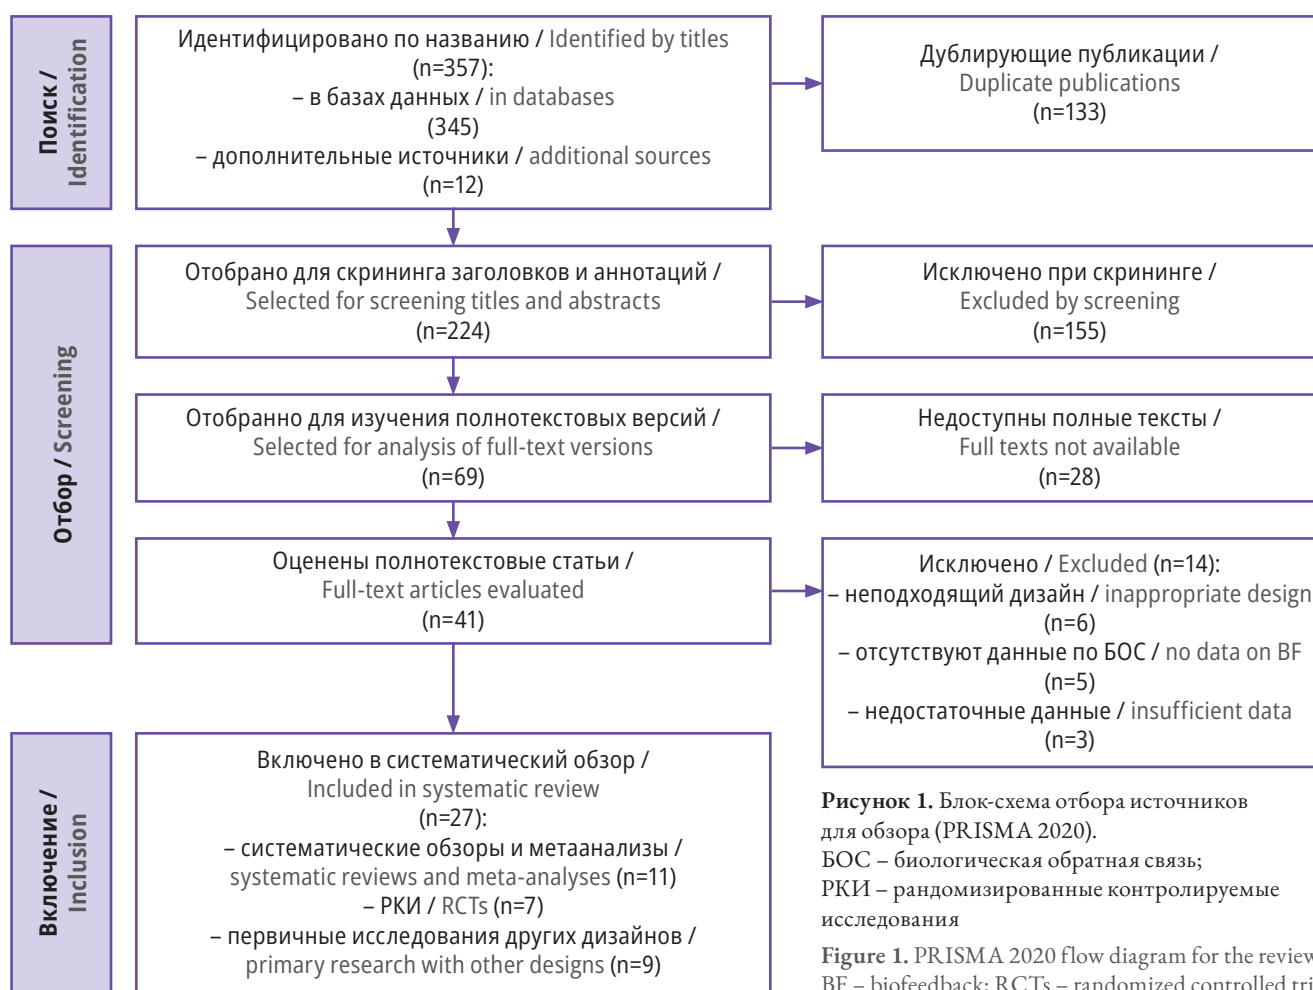 Поиск /
Identification
Идентифицировано по названию / Identified by titles
(n=357):
– в базах данных / in databases
(345)
– дополнительные источники / additional sources
(n=12)
Дублирующие публикации /
Duplicate publications
(n=133)
Отбор / Screening
Отобрано для скрининга заголовков и аннотаций /
Selected for screening titles and abstracts
(n=224)
Исключено при скрининге /
Excluded by screening
(n=155)
Отобранно для изучения полнотекстовых версий /
Selected for analysis of full-text versions
(n=69)
Недоступны полные тексты /
Full texts not available
(n=28)
Оценены полнотекстовые статьи /
Full-text articles evaluated
(n=41)
Исключено / Excluded (n=14):
– неподходящий дизайн / inappropriate design
(n=6)
– отсутствуют данные по БОС / no data on BF
(n=5)
– недостаточные данные / insufficient data
(n=3)
Включение /
Inclusion
Включено в систематический обзор /
Included in systematic review
(n=27):
– систематические обзоры и метаанализы /
systematic reviews and meta-analyses (n=11)
– РКИ / RCTs (n=7)
– первичные исследования других дизайнов /
primary research with other designs (n=9)
Рисунок 1. Блок-схема отбора источников
для обзора (PRISMA 2020).
БОС – биологическая обратная связь;
РКИ – рандомизированные контролируемые
исследования
Figure 1. PRISMA 2020 flow diagram for the review
BF – biofeedback; RCTs – randomized controlled tri